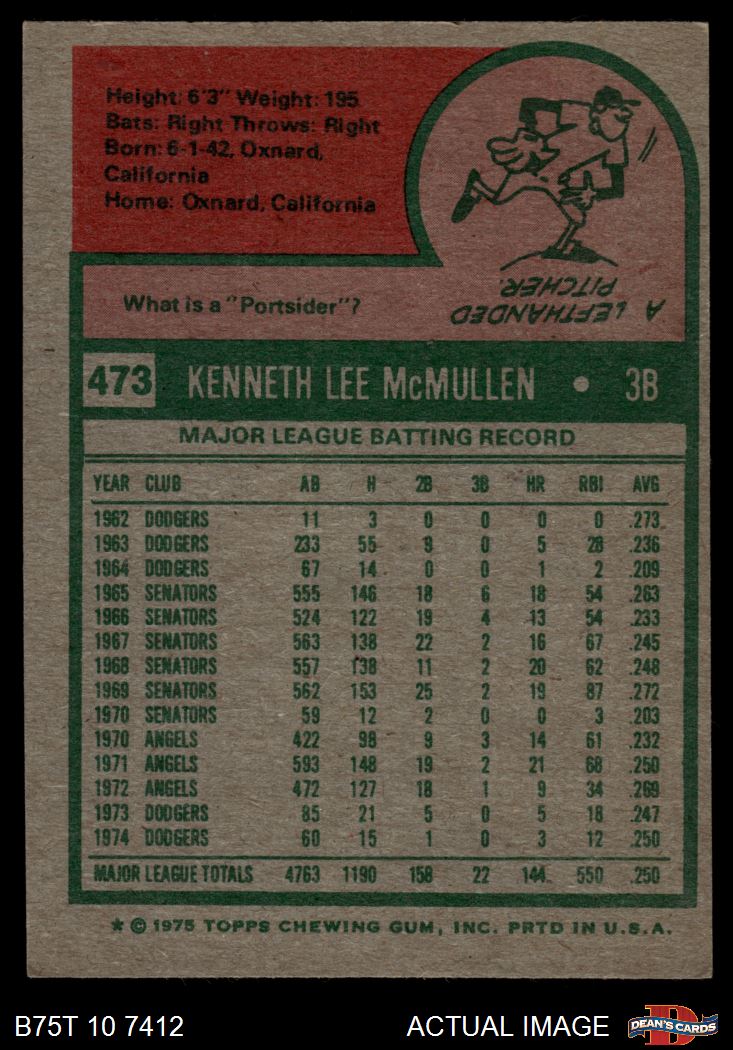 Height: 6'3" Weight: 195
Bats: Right Throws: Right
Born: 6-1-42, Oxnard,
California
Home: Oxnard, California
What is a "Portsider"?
A LEFTHANDED
PITCHER.
473 KENNETH LEE McMULLEN • 3B
MAJOR LEAGUE BATTING RECORD
YEAR CLUB AB H 2B 3B HR RBI AVG
1962 DODGERS 11 3 0 0 0 0 .273
1963 DODGERS 233 55 9 0 5 28 .236
1964 DODGERS 67 14 0 0 1 2 .209
1965 SENATORS 555 146 18 6 18 54 .263
1966 SENATORS 524 122 19 4 13 54 .233
1967 SENATORS 563 138 22 2 16 67 .245
1968 SENATORS 557 138 11 2 20 62 .248
1969 SENATORS 562 153 25 2 19 87 .272
1970 SENATORS 59 12 2 0 0 3 .203
1970 ANGELS 422 98 9 3 14 61 .232
1971 ANGELS 593 148 19 2 21 68 .250
1972 ANGELS 472 127 18 1 9 34 .269
1973 DODGERS 85 21 5 0 5 18 .247
1974 DODGERS 60 15 1 0 3 12 .250
MAJOR LEAGUE TOTALS 4763 1190 158 22 144 550 .250
* © 1975 TOPPS CHEWING GUM, INC. PRTD IN U.S.A.
B75T 10 7412 ACTUAL IMAGE D DEAN'S CARDS